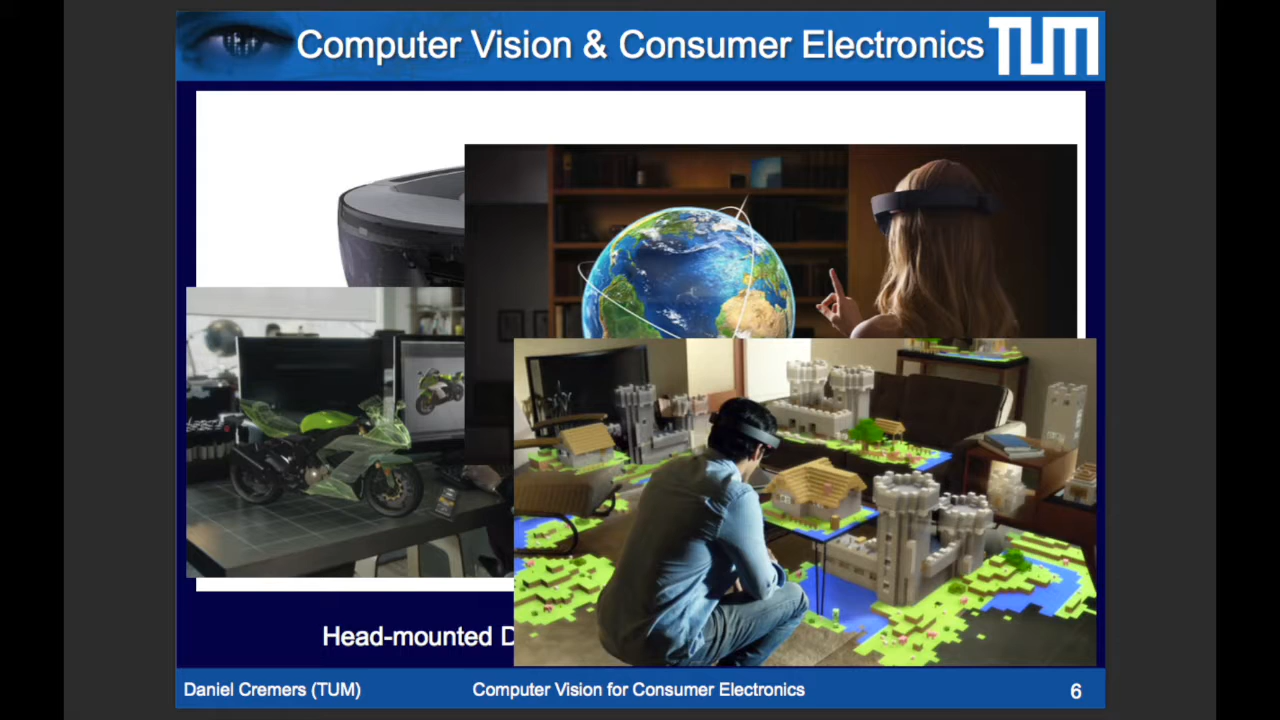 Computer Vision & Consumer Electronics
TUM
Head-mounted
Daniel Cremers (TUM)
Computer Vision for Consumer Electronics
6